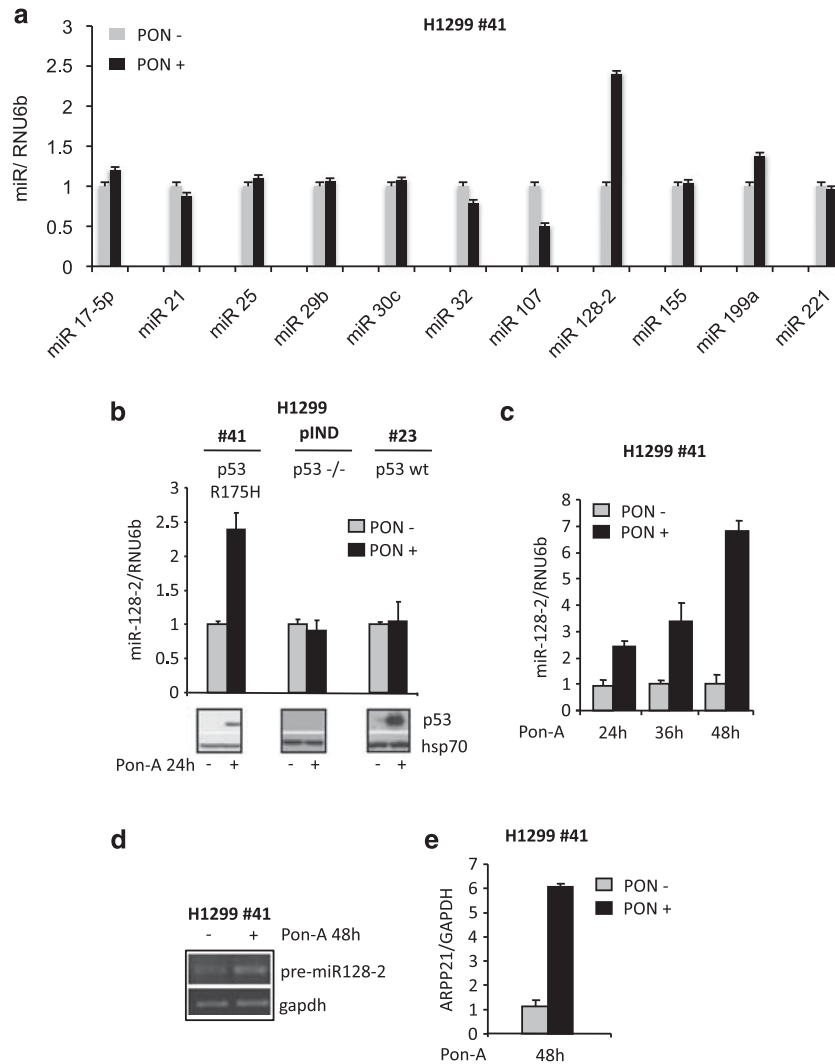 a
H1299 #41
PON -
PON +
miR/ RNU6b
3
2.5
2
1.5
1
0.5
0
miR 17-5p
miR 21
miR 25
miR 29b
miR 30c
miR 32
miR 107
miR 128-2
miR 155
miR 199a
miR 221
b
H1299
#41
pIND
#23
p53
R175H
p53 -/-
p53 wt
PON -
PON +
miR-128-2/RNU6b
3
2.5
2
1.5
1
0.5
0
p53
hsp70
Pon-A 24h
- + - + - +
c
H1299 #41
PON -
PON +
miR-128-2/RNU6b
8
7
6
5
4
3
2
1
0
Pon-A 24h 36h 48h
d
H1299 #41
- + Pon-A 48h
pre-miR128-2
gapdh
e
H1299 #41
PON -
PON +
ARPP21/GAPDH
7
6
5
4
3
2
1
0
Pon-A 48h